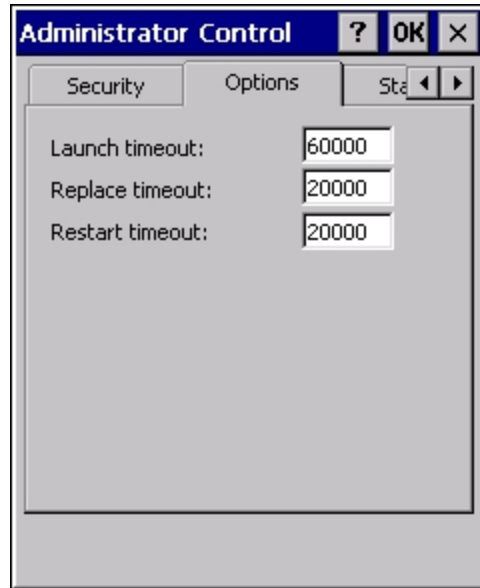 Administrator Control ? OK ×
Security Options
Launch timeout: 60000
Replace timeout: 20000
Restart timeout: 20000